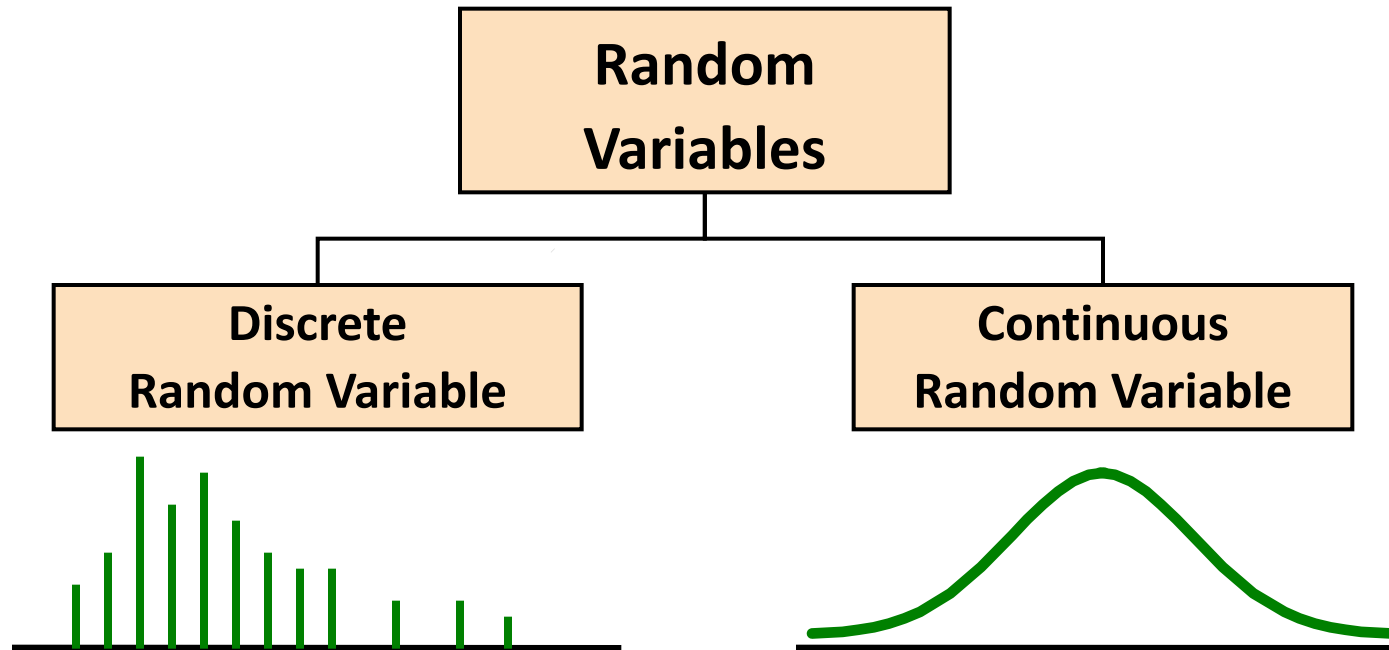 Random
Variables
Discrete
Random Variable
Continuous
Random Variable